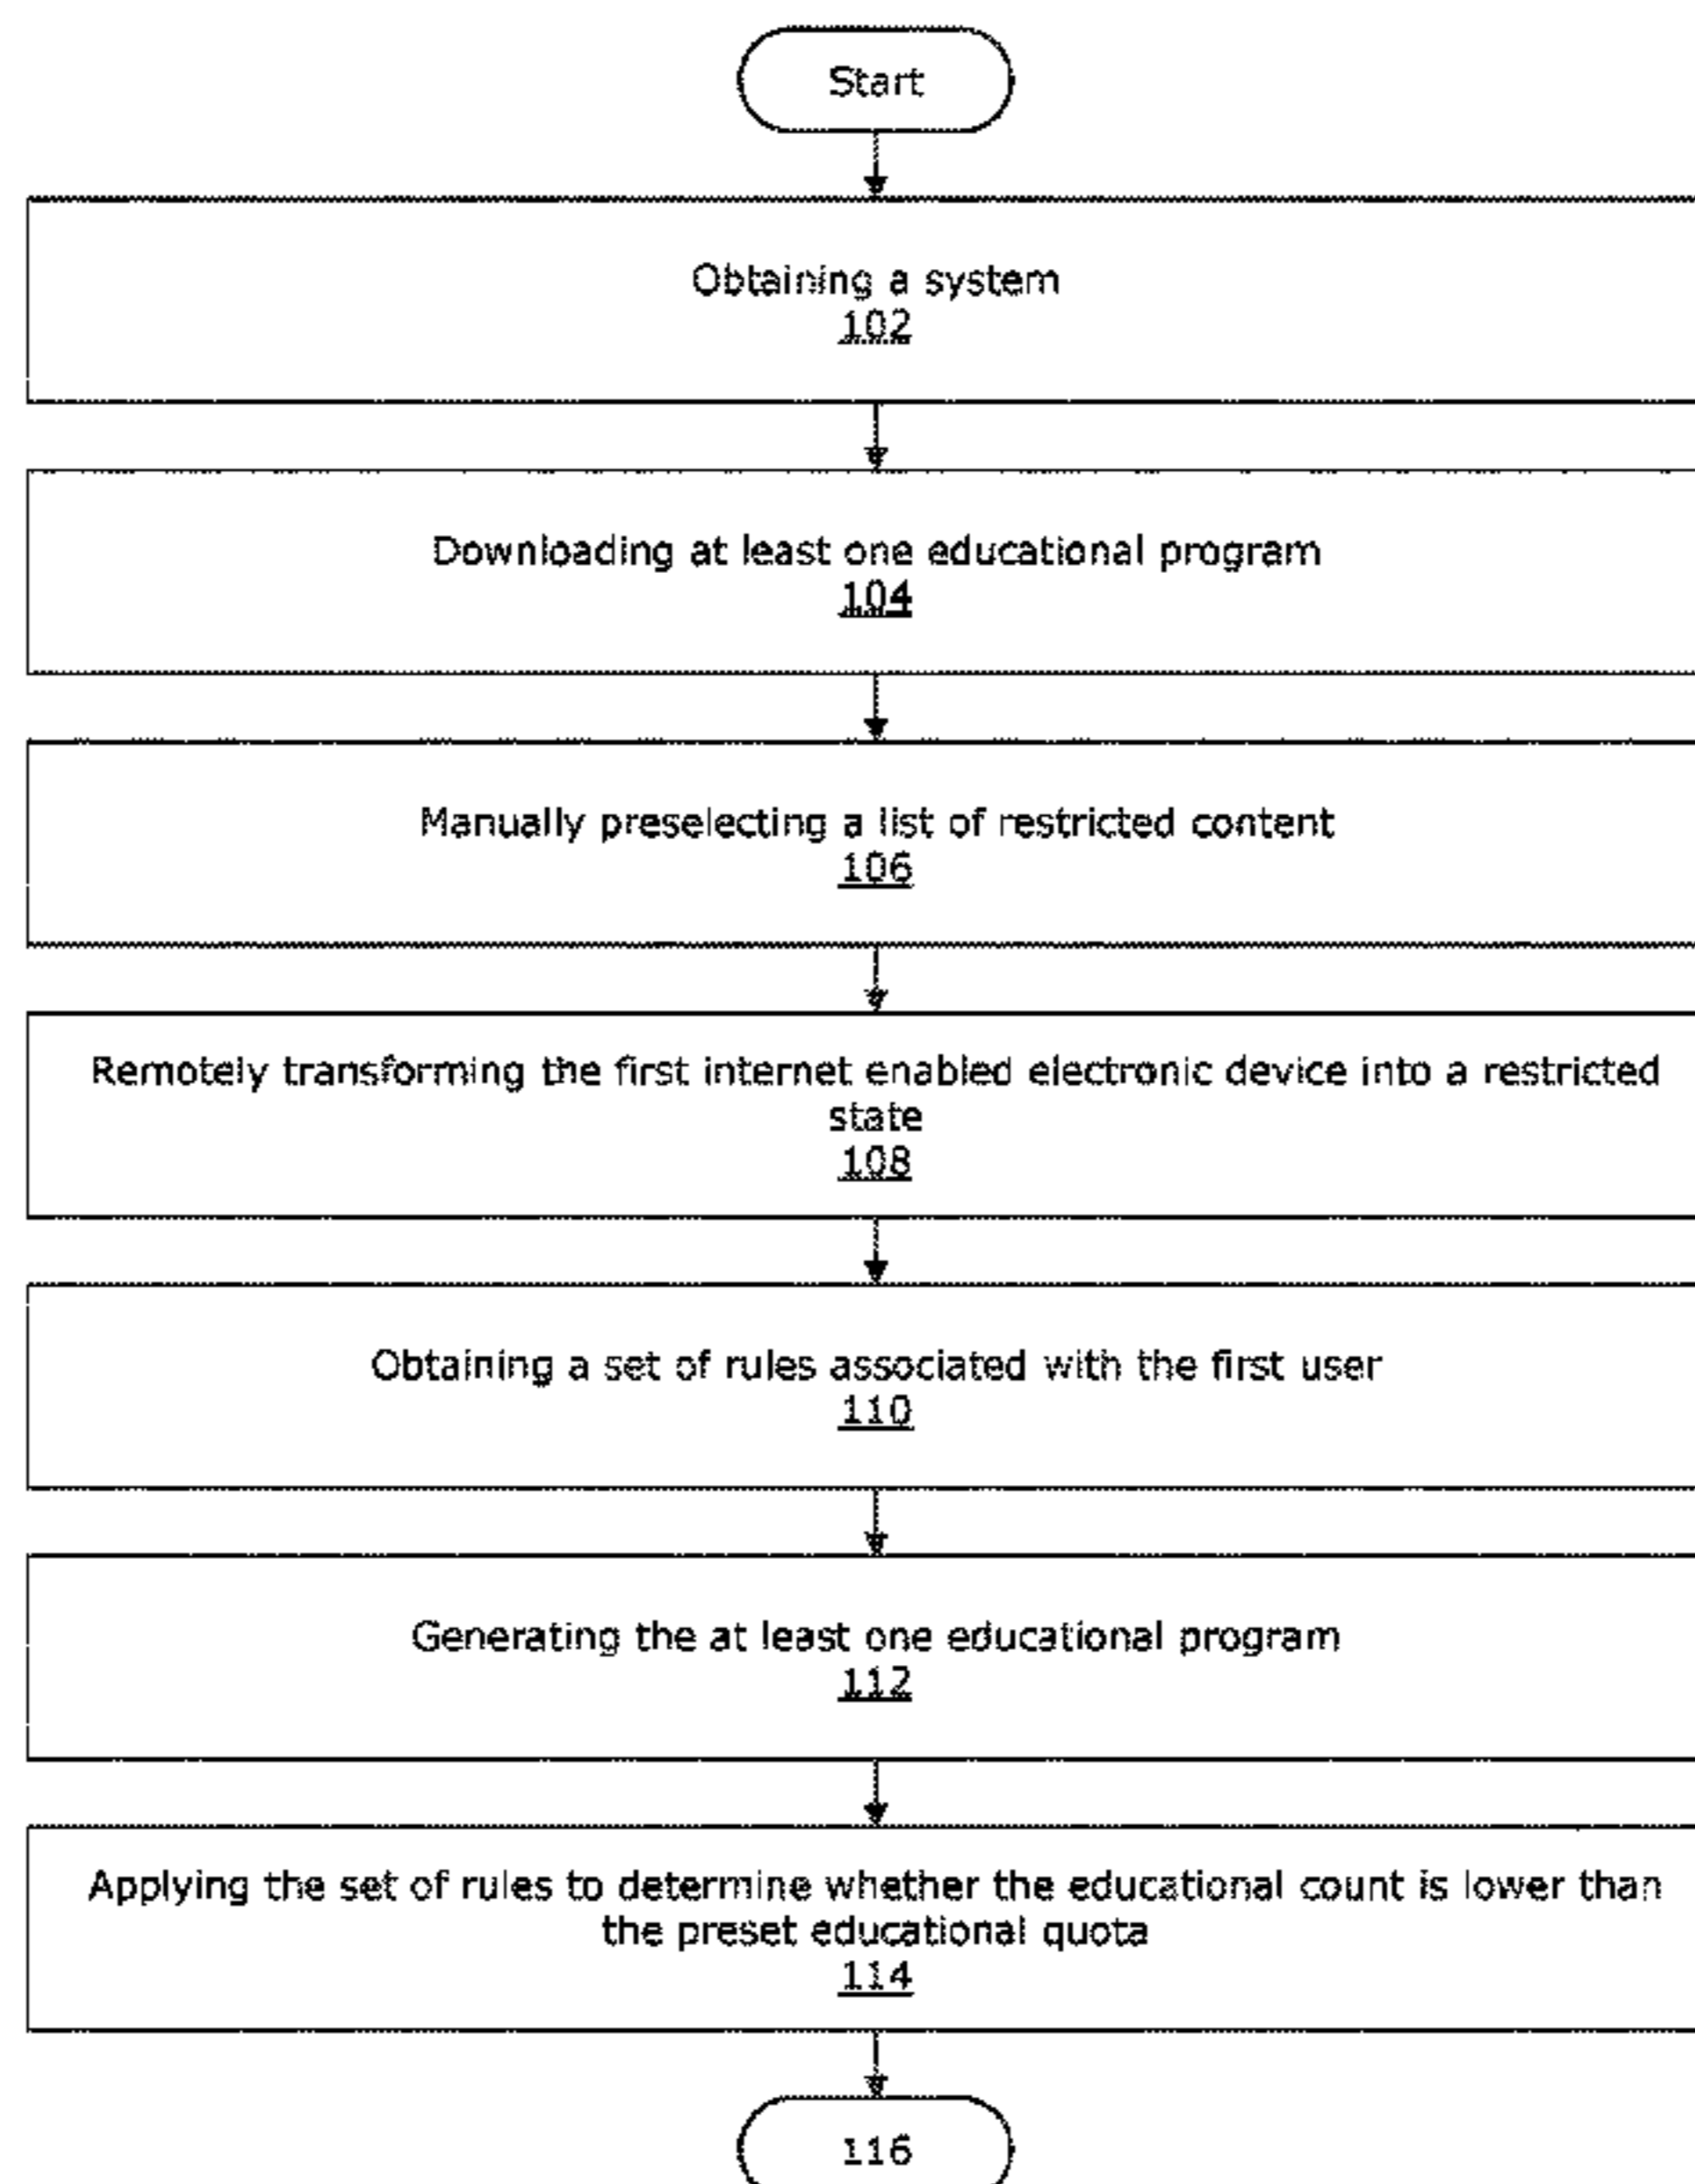 Start
Obtaining a system
102
Downloading at least one educational program
104
Manually preselecting a list of restricted content
106
Remotely transforming the first internet enabled electronic device into a restricted
state
108
Obtaining a set of rules associated with the first user
110
Generating the at least one educational program
112
Applying the set of rules to determine whether the educational count is lower than
the preset educational quota
114
116